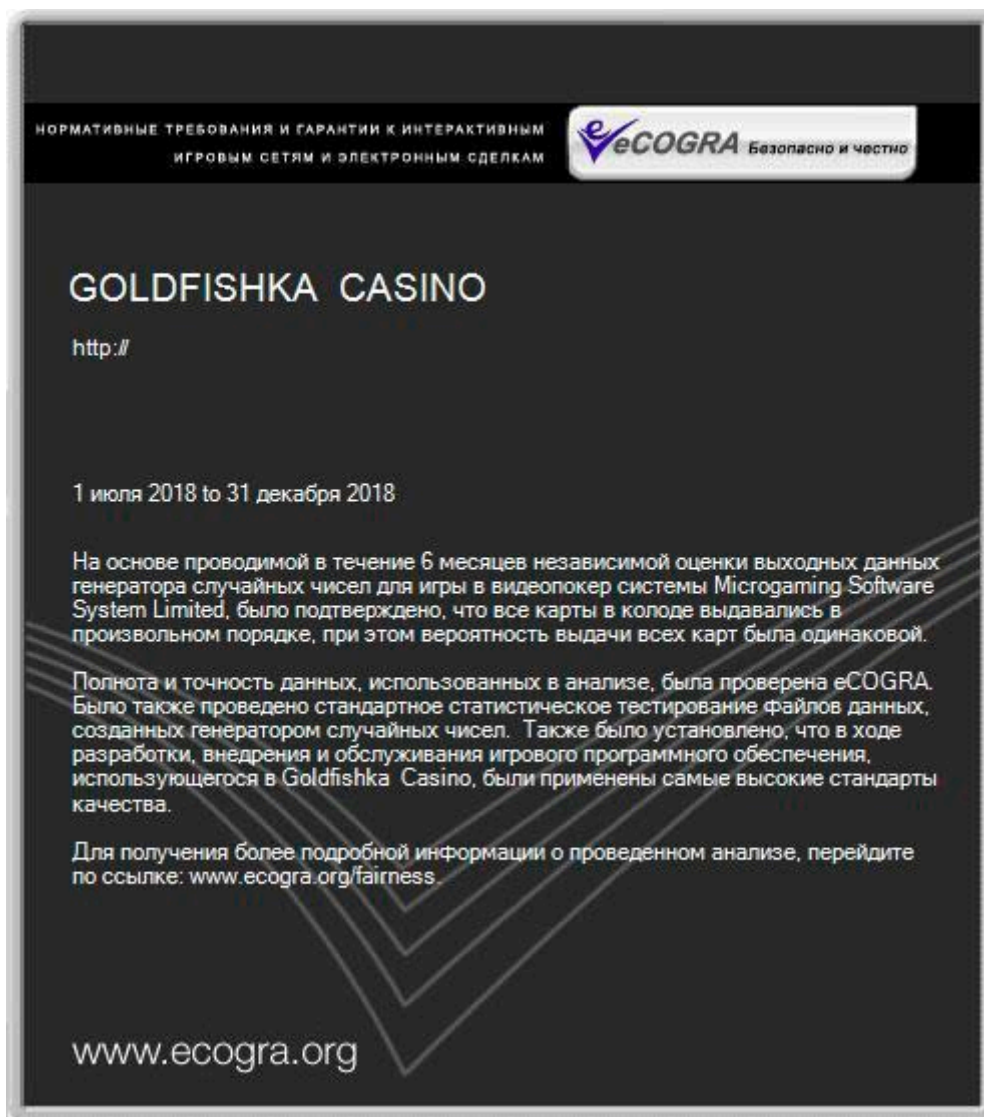 НОРМАТИВНЫЕ ТРЕБОВАНИЯ И ГАРАНТИИ К ИНТЕРАКТИВНЫМ
ИГРОВЫМ СЕТЯМ И ЭЛЕКТРОННЫМ СДЕЛКАМ
eCOGRA Безопасно и честно
GOLDFISHKA CASINO
http://
1 июля 2018 to 31 декабря 2018
На основе проводимой в течение 6 месяцев независимой оценки выходных данных
генератора случайных чисел для игры в видеопокер системы Microgaming Software
System Limited, было подтверждено, что все карты в колоде выдавались в
произвольном порядке, при этом вероятность выдачи всех карт была одинаковой.
Полнота и точность данных, использованных в анализе, была проверена eCOGRA.
Было также проведено стандартное статистическое тестирование файлов данных,
созданных генератором случайных чисел. Также было установлено, что в ходе
разработки, внедрения и обслуживания игрового программного обеспечения,
использующегося в Goldfishka Casino, были применены самые высокие стандарты
качества.
Для получения более подробной информации о проведенном анализе, перейдите
по ссылке: www.ecogra.org/fairness.
www.ecogra.org